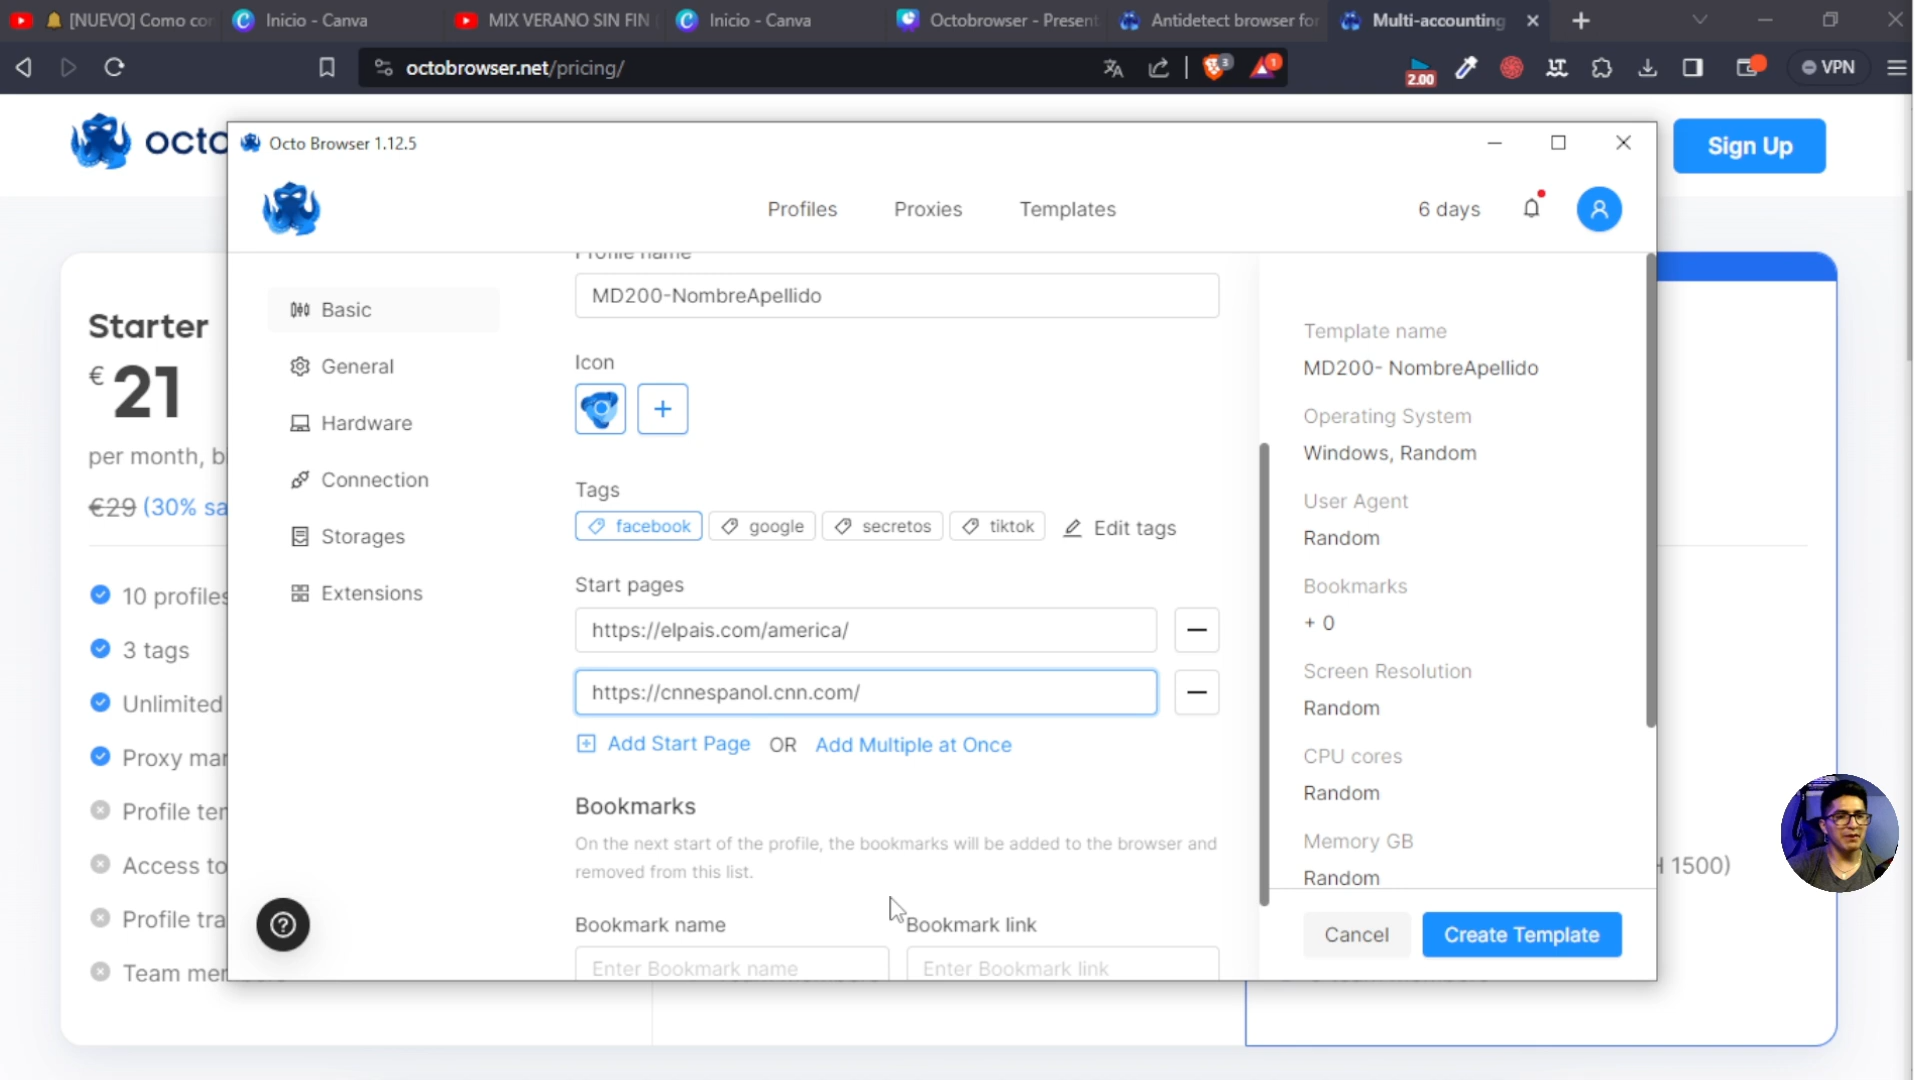 [NUEVO] Como co
Inicio - Canva
MIX VERANO SIN FIN
Inicio - Canva
Octobrowser - Present
Antidetect browser for
Multi-accounting
octobrowser.net/pricing/
3
1
2.00
VPN
octo
Sign Up
Octo Browser 1.12.5
Profiles
Proxies
Templates
6 days
Starter
€ 21
per month, b
€29 (30% sa
10 profiles
3 tags
Unlimited
Proxy mar
Profile ter
Access to
Profile tra
Team mem
Basic
General
Hardware
Connection
Storages
Extensions
Profile name
MD200-NombreApellido
Icon
Tags
facebook
google
secretos
tiktok
Edit tags
Start pages
https://elpais.com/america/
https://cnnespanol.cnn.com/
Add Start Page OR Add Multiple at Once
Bookmarks
On the next start of the profile, the bookmarks will be added to the browser and
removed from this list.
Bookmark name
Bookmark link
Enter Bookmark name
Enter Bookmark link
Template name
MD200- NombreApellido
Operating System
Windows, Random
User Agent
Random
Bookmarks
+ 0
Screen Resolution
Random
CPU cores
Random
Memory GB
Random
Cancel
Create Template
1500)